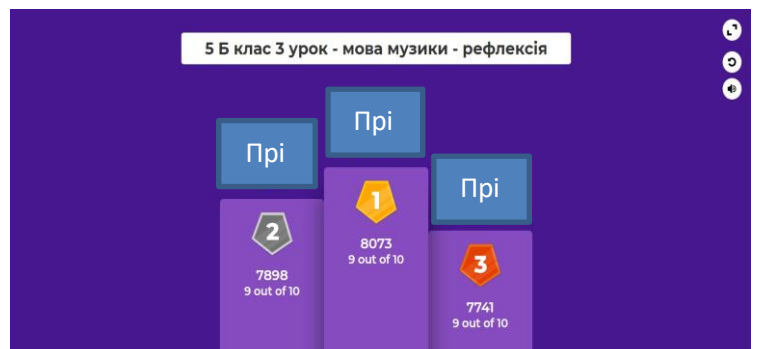 5 Б клас 3 урок - мова музики - рефлексія
Прі
Прі
Прі
1
8073
9 out of 10
2
7898
9 out of 10
3
7741
9 out of 10